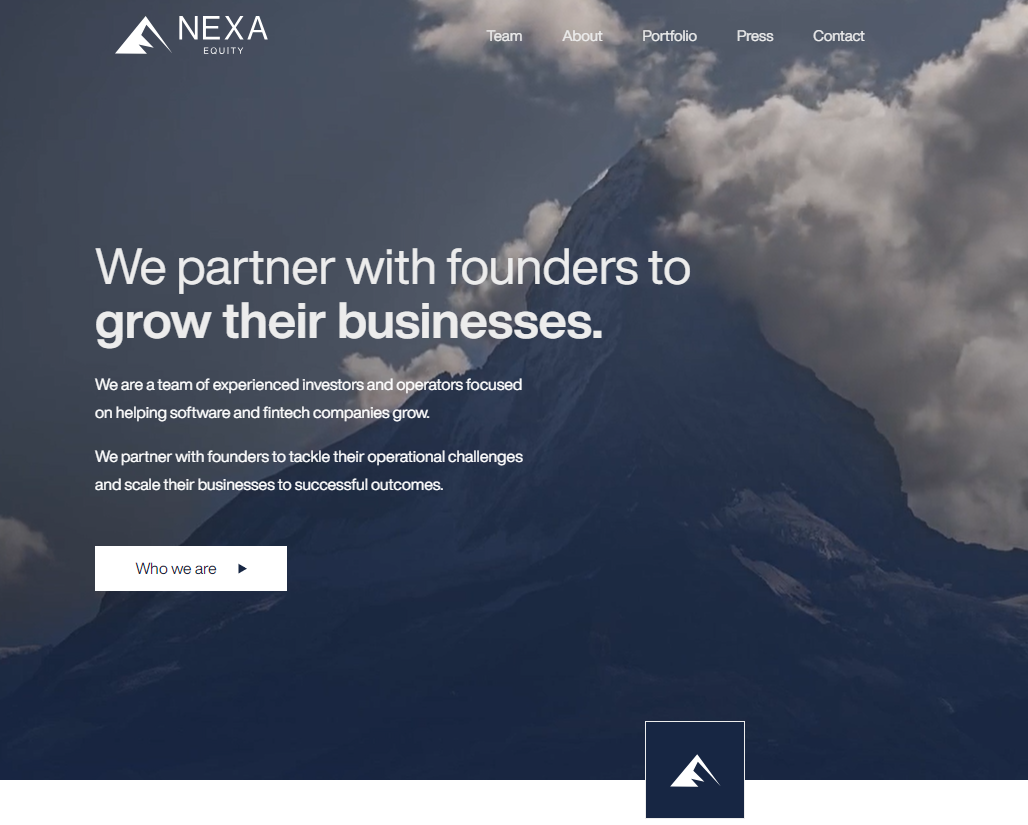 NEXA
EQUITY
Team About Portfolio Press Contact
We partner with founders to
grow their businesses.
We are a team of experienced investors and operators focused
on helping software and fintech companies grow.
We partner with founders to tackle their operational challenges
and scale their businesses to successful outcomes.
Who we are